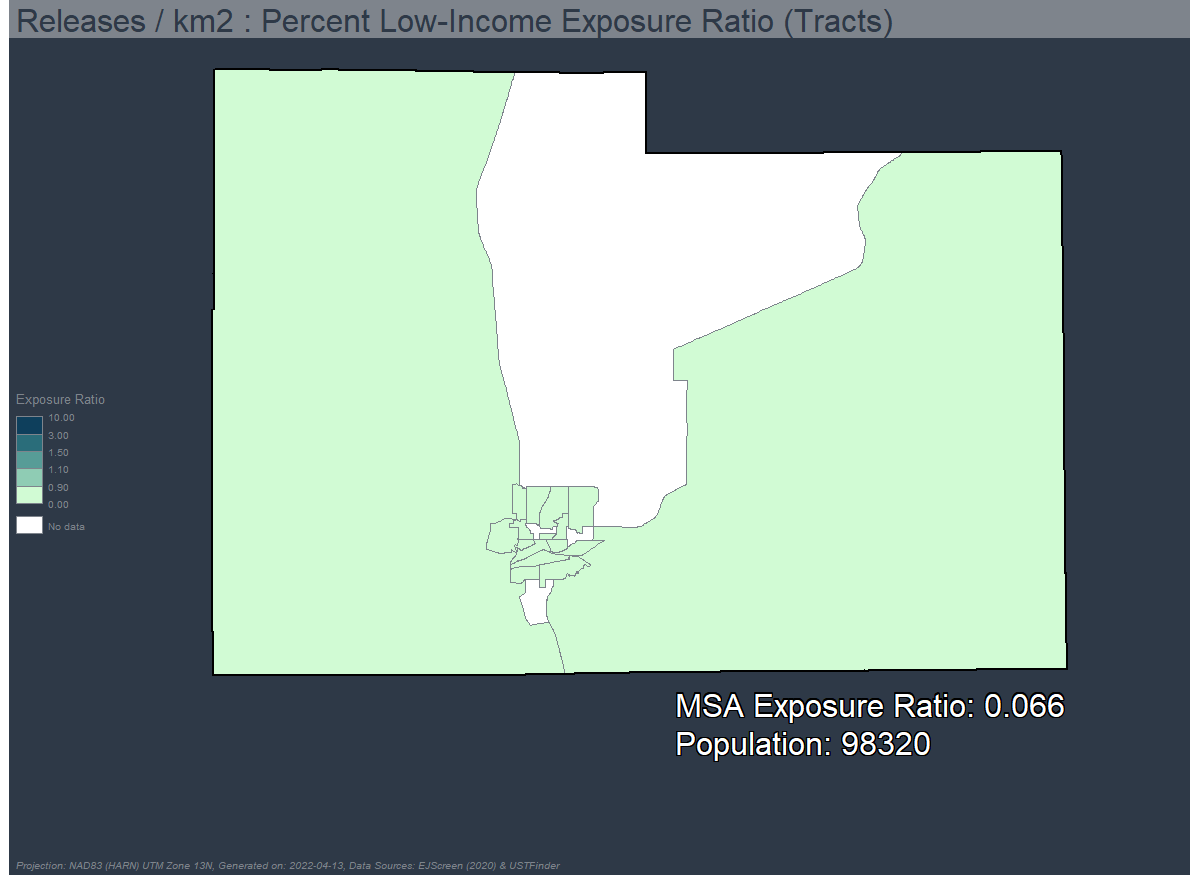 Releases / km2 : Percent Low-Income Exposure Ratio (Tracts)
Exposure Ratio
10.00
3.00
1.50
1.10
0.90
0.00
No data
MSA Exposure Ratio: 0.066
Population: 98320
Projection: NAD83 (HARN) UTM Zone 13N, Generated on: 2022-04-13, Data Sources: EJScreen (2020) & USTFinder